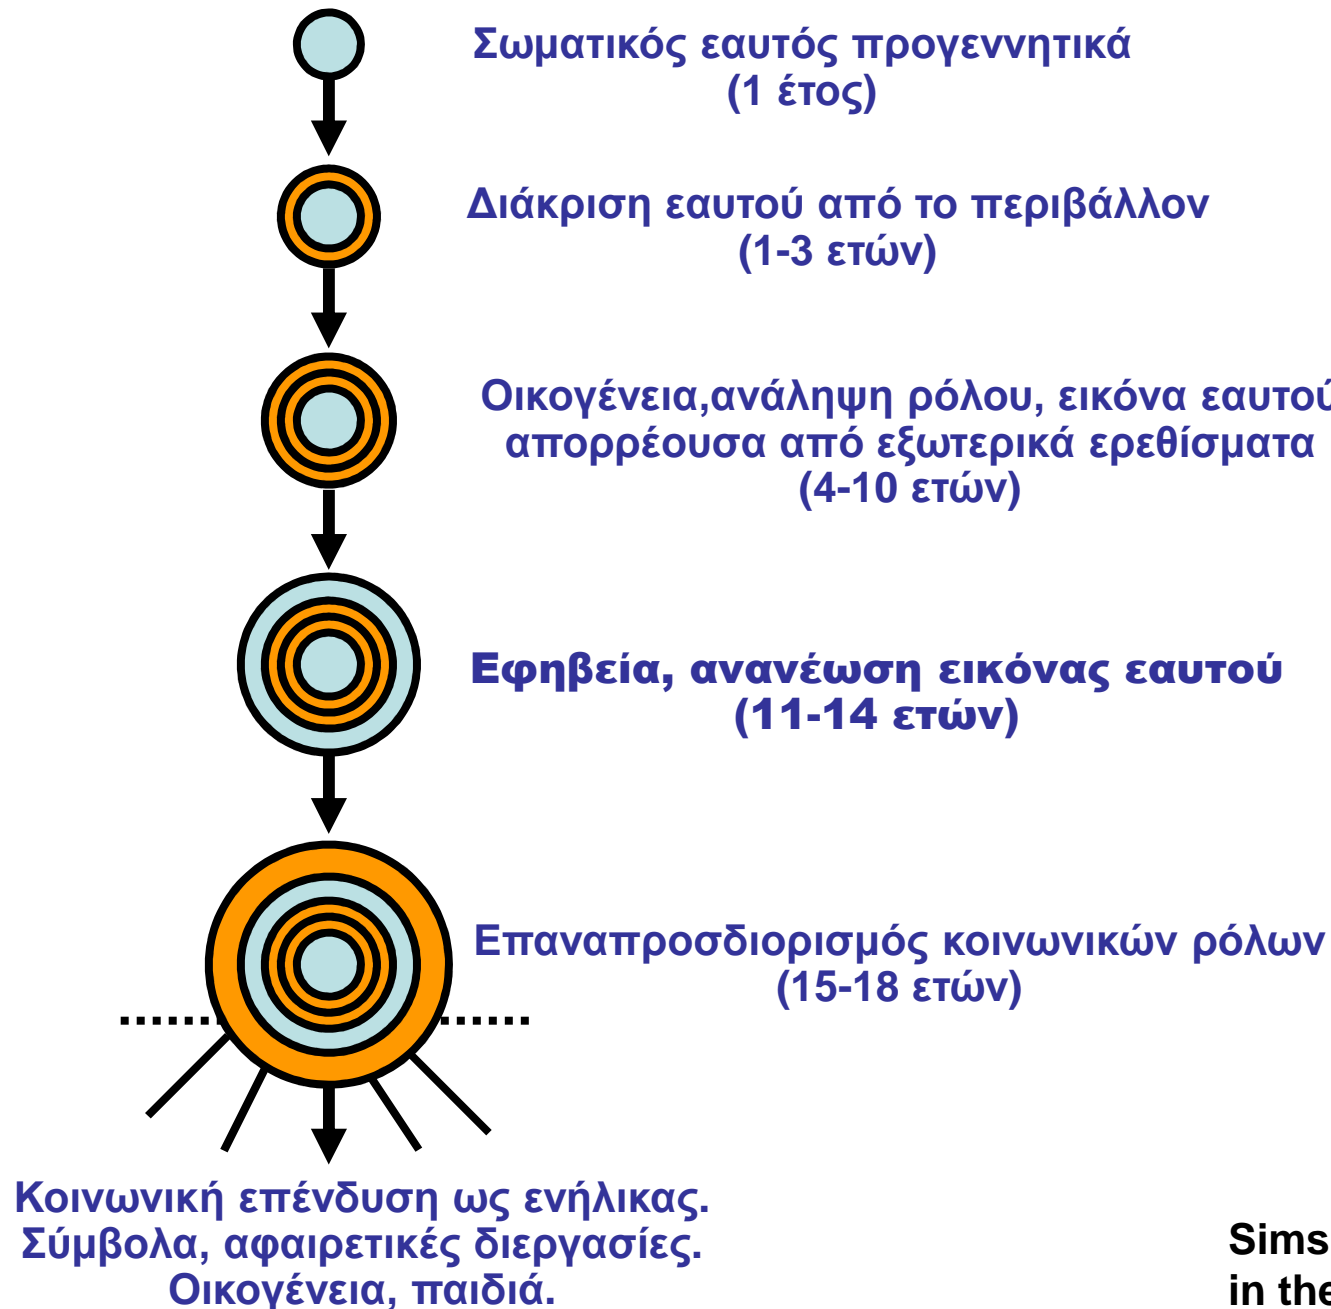 Σωματικός εαυτός προγεννητικά
(1 έτος)
Διάκριση εαυτού από το περιβάλλον
(1-3 ετών)
Οικογένεια,ανάληψη ρόλου, εικόνα εαυτού
απορρέουσα από εξωτερικά ερεθίσματα
(4-10 ετών)
Εφηβεία, ανανέωση εικόνας εαυτού
(11-14 ετών)
Επαναπροσδιορισμός κοινωνικών ρόλων
(15-18 ετών)
Κοινωνική επένδυση ως ενήλικας.
Σύμβολα, αφαιρετικές διεργασίες.
Οικογένεια, παιδιά.
Sims
in the